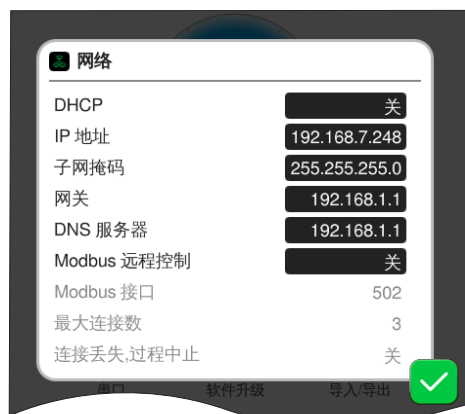 网络
DHCP 关
IP 地址 192.168.7.248
子网掩码 255.255.255.0
网关 192.168.1.1
DNS 服务器 192.168.1.1
Modbus 远程控制 关
Modbus 接口 502
最大连接数 3
连接丢失,过程中止 关
串口 软件升级 导入/导出